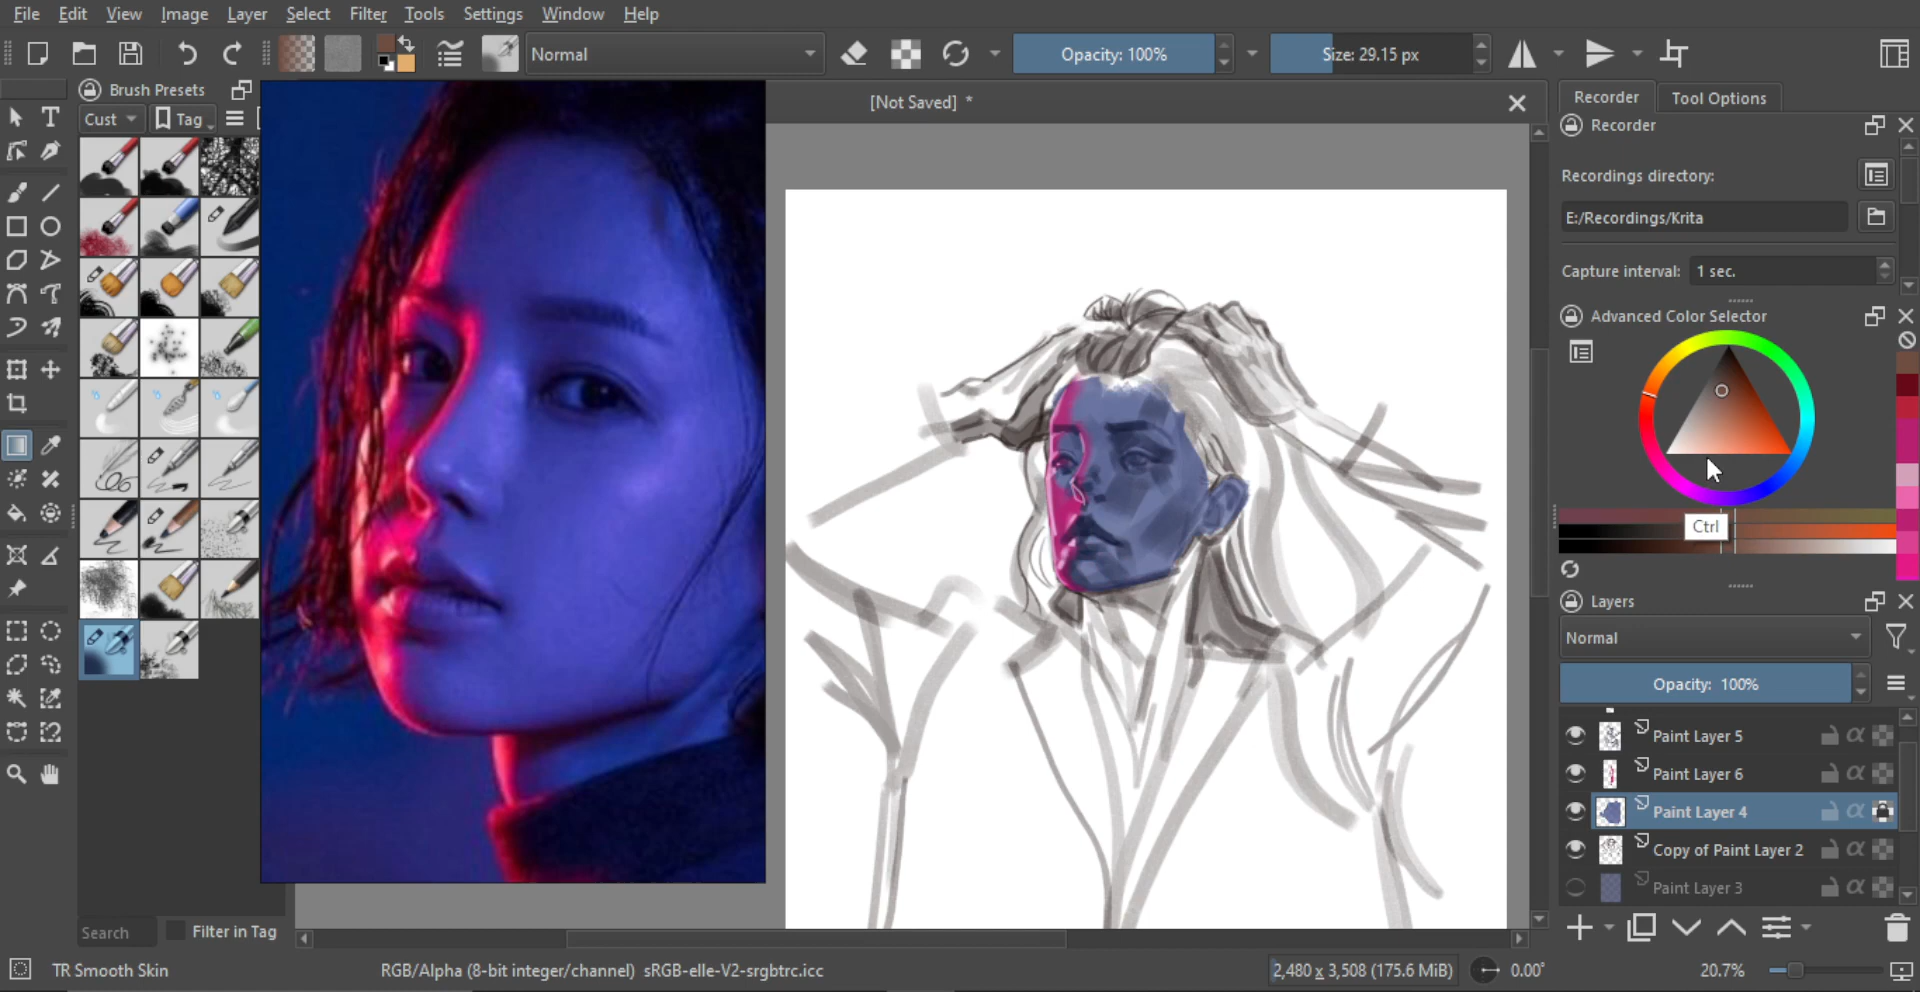 File Edit View Image Layer Select Filter Tools Settings Window Help
Normal
Opacity: 100%
Size: 29.15 px
Brush Presets
Cust
Tag
[Not Saved] *
Recorder
Tool Options
Recorder
Recordings directory:
E:/Recordings/Krita
Capture interval:
1 sec.
Advanced Color Selector
Ctrl
Layers
Normal
Opacity: 100%
Paint Layer 5
Paint Layer 6
Paint Layer 4
Copy of Paint Layer 2
Paint Layer 3
Search
Filter in Tag
TR Smooth Skin
RGB/Alpha (8-bit integer/channel) sRGB-elle-V2-srgbtrc.icc
2,480 x 3,508 (175.6 MiB)
0.00°
20.7%